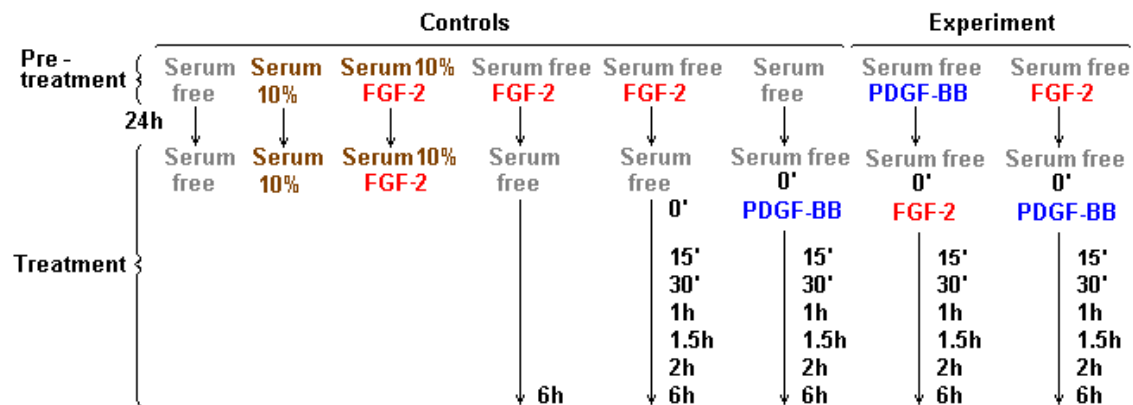 Controls Experiment
Pre - treatment
Serum Serum Serum 10% Serum free Serum free Serum Serum free Serum free
free 10% FGF-2 FGF-2 FGF-2 free PDGF-BB FGF-2
24h
Serum Serum Serum 10% Serum Serum Serum free Serum free Serum free
free 10% FGF-2 free free 0' 0' 0'
0' PDGF-BB FGF-2 PDGF-BB
Treatment
15' 15' 15' 15'
30' 30' 30' 30'
1h 1h 1h 1h
1.5h 1.5h 1.5h 1.5h
2h 2h 2h 2h
6h 6h 6h 6h 6h